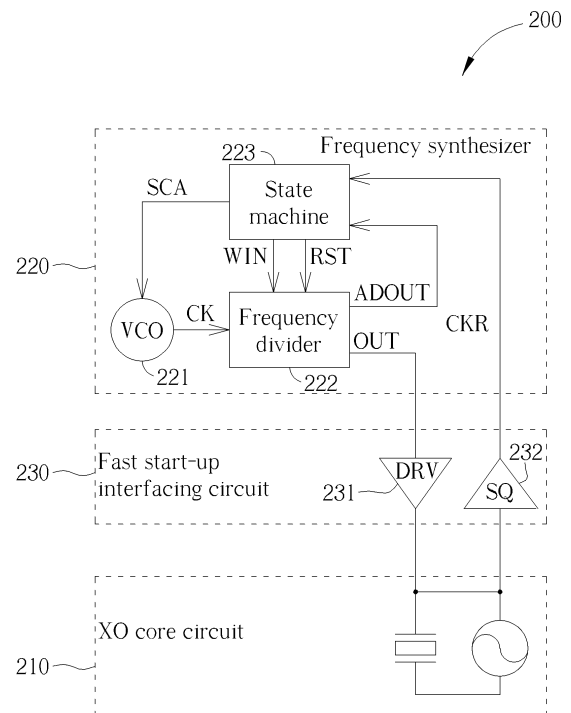 200
Frequency synthesizer
223
State
machine
SCA
WIN
RST
220
ADOUT
CK
VCO
Frequency
divider
CKR
OUT
221
222
Fast start-up
interfacing circuit
230
DRV
232
231
SQ
XO core circuit
210